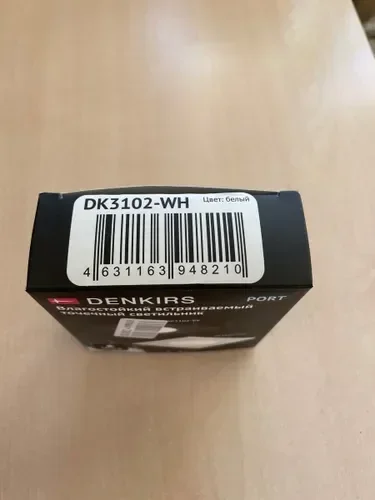 DK3102-WH Цвет: белый
4 631163 948210
DENKIRS PORT
Влагостойкий встраиваемый
точечный светильник